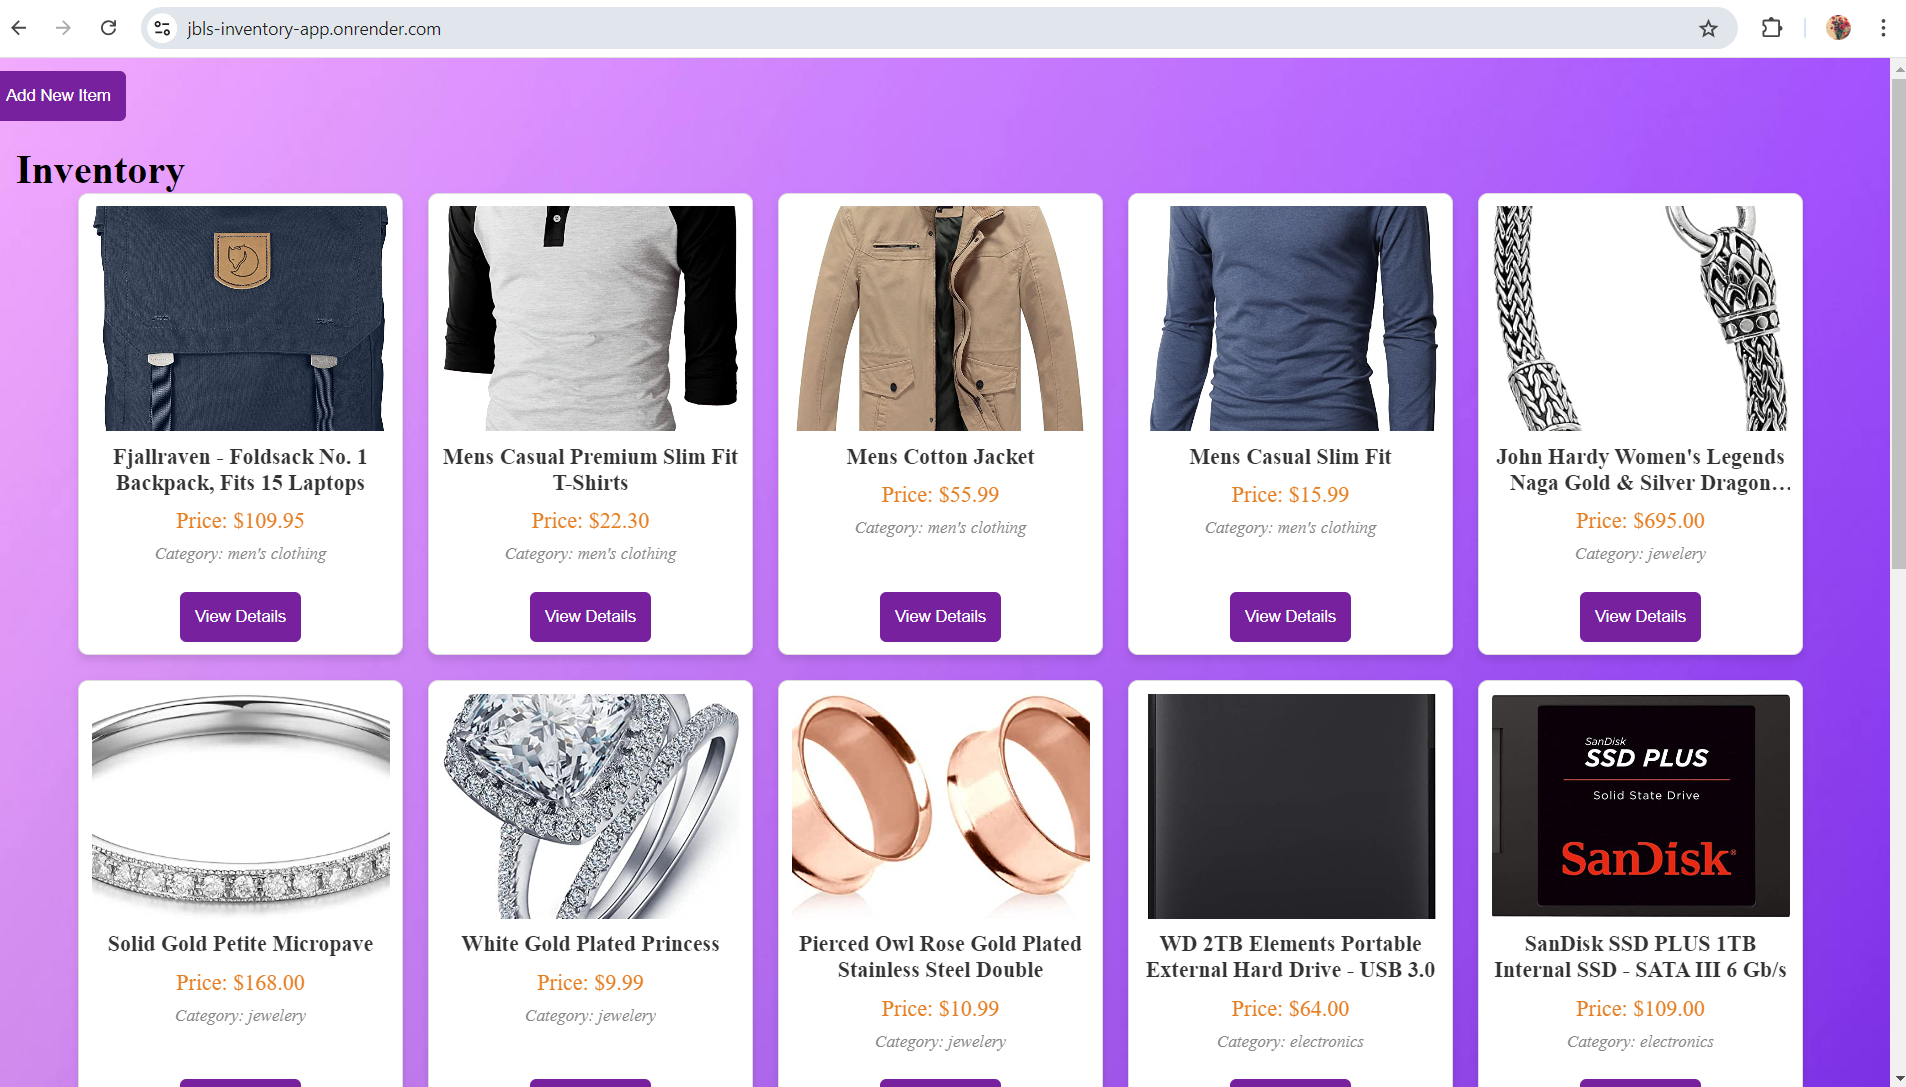 jbls-inventory-app.onrender.com
Add New Item
Inventory
Fjallraven - Foldsack No. 1
Backpack, Fits 15 Laptops
Price: $109.95
Category: men's clothing
View Details
Mens Casual Premium Slim Fit
T-Shirts
Price: $22.30
Category: men's clothing
View Details
Mens Cotton Jacket
Price: $55.99
Category: men's clothing
View Details
Mens Casual Slim Fit
Price: $15.99
Category: men's clothing
View Details
John Hardy Women's Legends
Naga Gold & Silver Dragon…
Price: $695.00
Category: jewelery
View Details
Solid Gold Petite Micropave
Price: $168.00
Category: jewelery
White Gold Plated Princess
Price: $9.99
Category: jewelery
Pierced Owl Rose Gold Plated
Stainless Steel Double
Price: $10.99
Category: jewelery
WD 2TB Elements Portable
External Hard Drive - USB 3.0
Price: $64.00
Category: electronics
SanDisk
SSD PLUS
Solid State Drive
SanDisk®
SanDisk SSD PLUS 1TB
Internal SSD - SATA III 6 Gb/s
Price: $109.00
Category: electronics